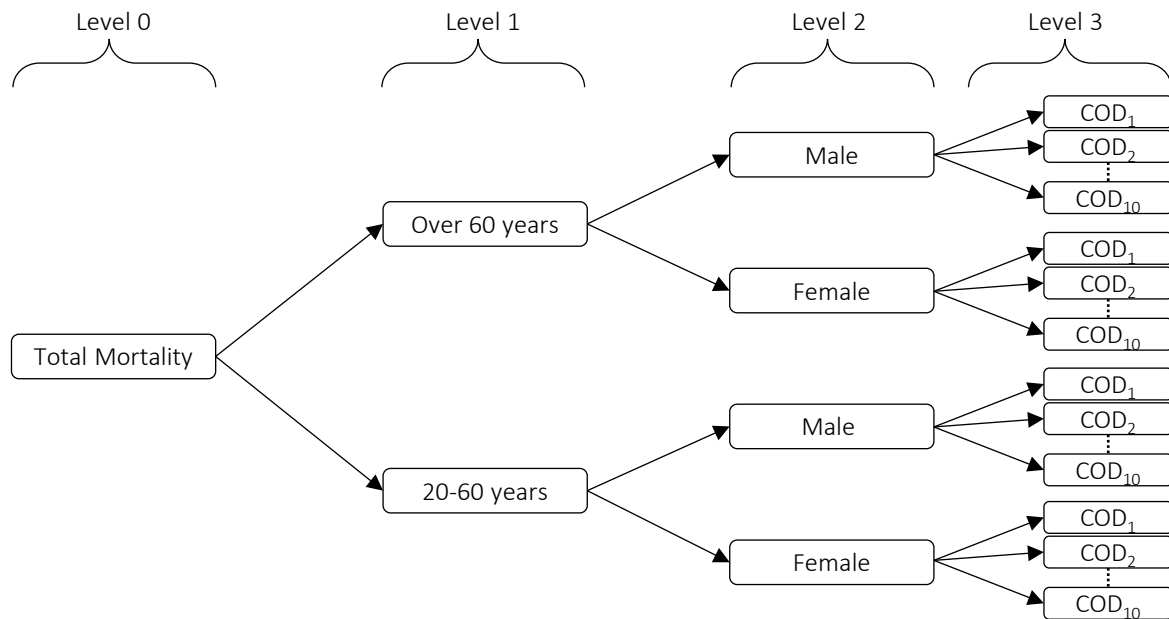 Level 0
Level 1
Level 2
Level 3
Total Mortality
Over 60 years
20-60 years
Male
Female
Male
Female
COD₁
COD₂
COD₁₀
COD₁
COD₂
COD₁₀
COD₁
COD₂
COD₁₀
COD₁
COD₂
COD₁₀